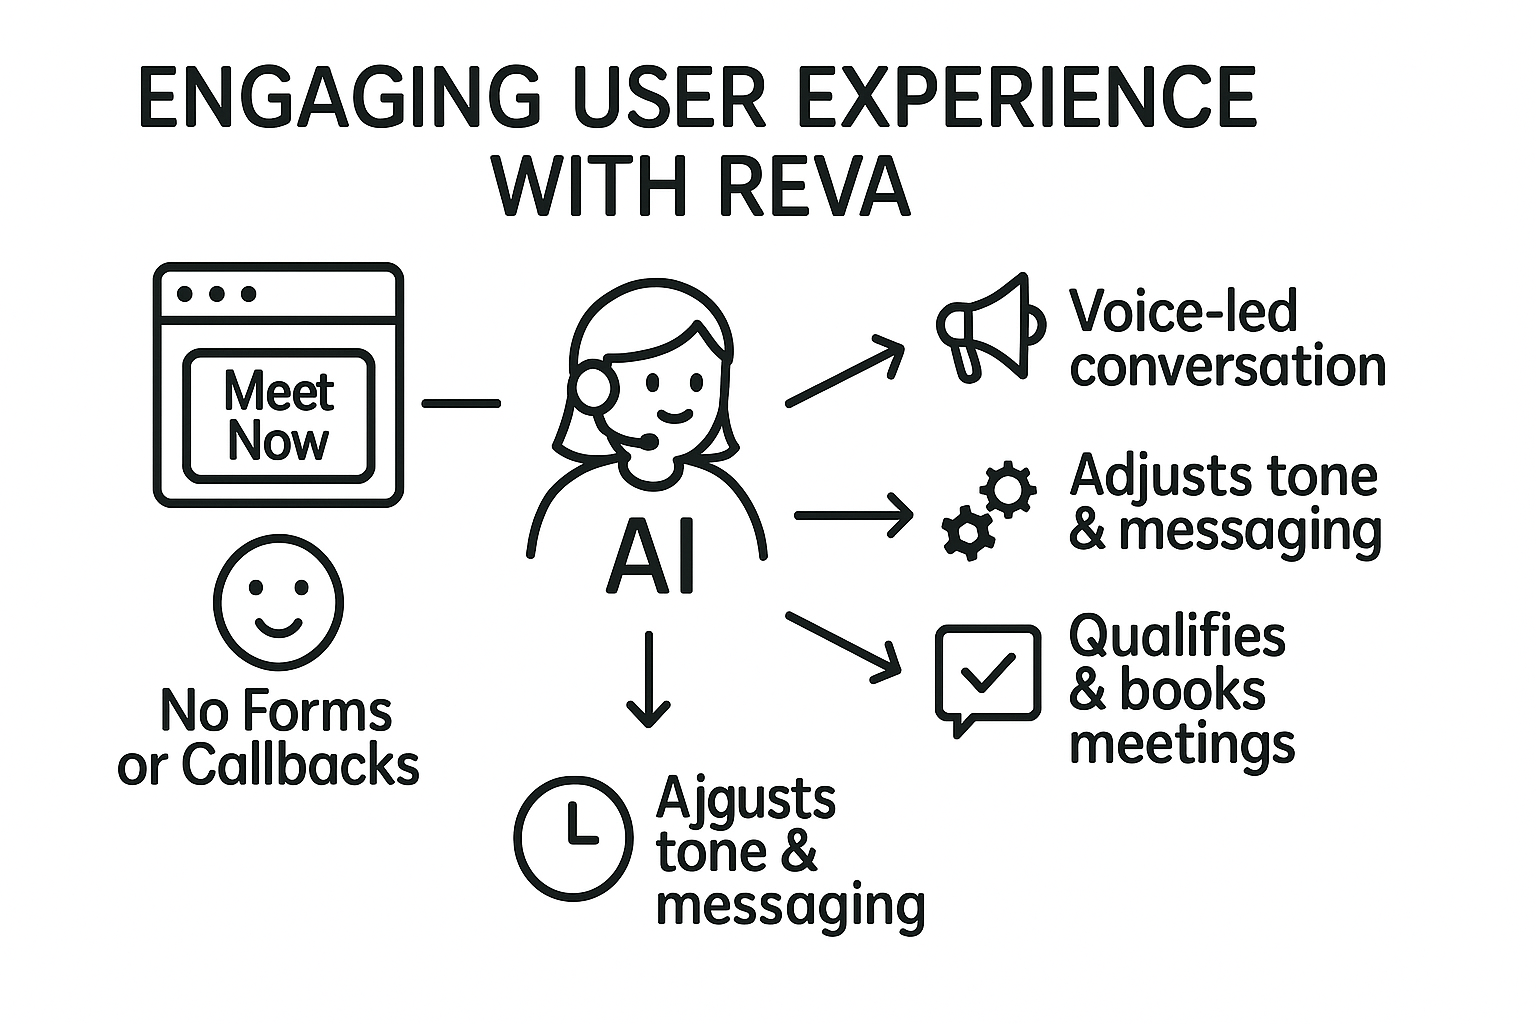 ENGAGING USER EXPERIENCE
WITH REVA
Meet
Now
No Forms
or Callbacks
AI
Voice-led
conversation
Adjusts tone
& messaging
Qualifies
& books
meetings
Ajgusts
tone &
messaging